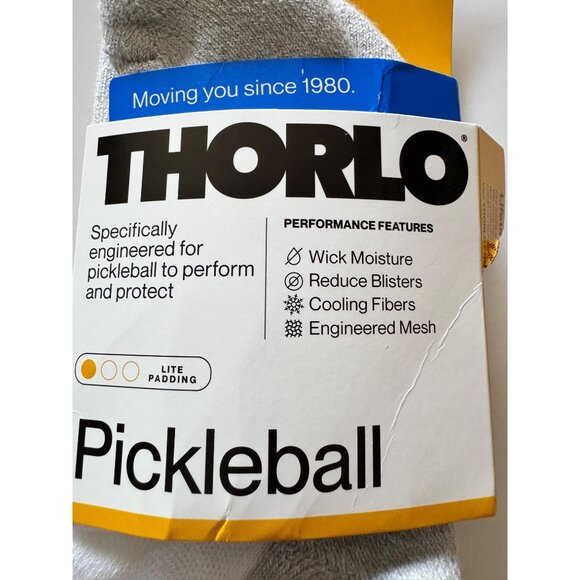 Moving you since 1980.
THORLO®
Specifically
engineered for
pickleball to perform
and protect
PERFORMANCE FEATURES
Wick Moisture
Reduce Blisters
Cooling Fibers
Engineered Mesh
LITE
PADDING
Pickleball